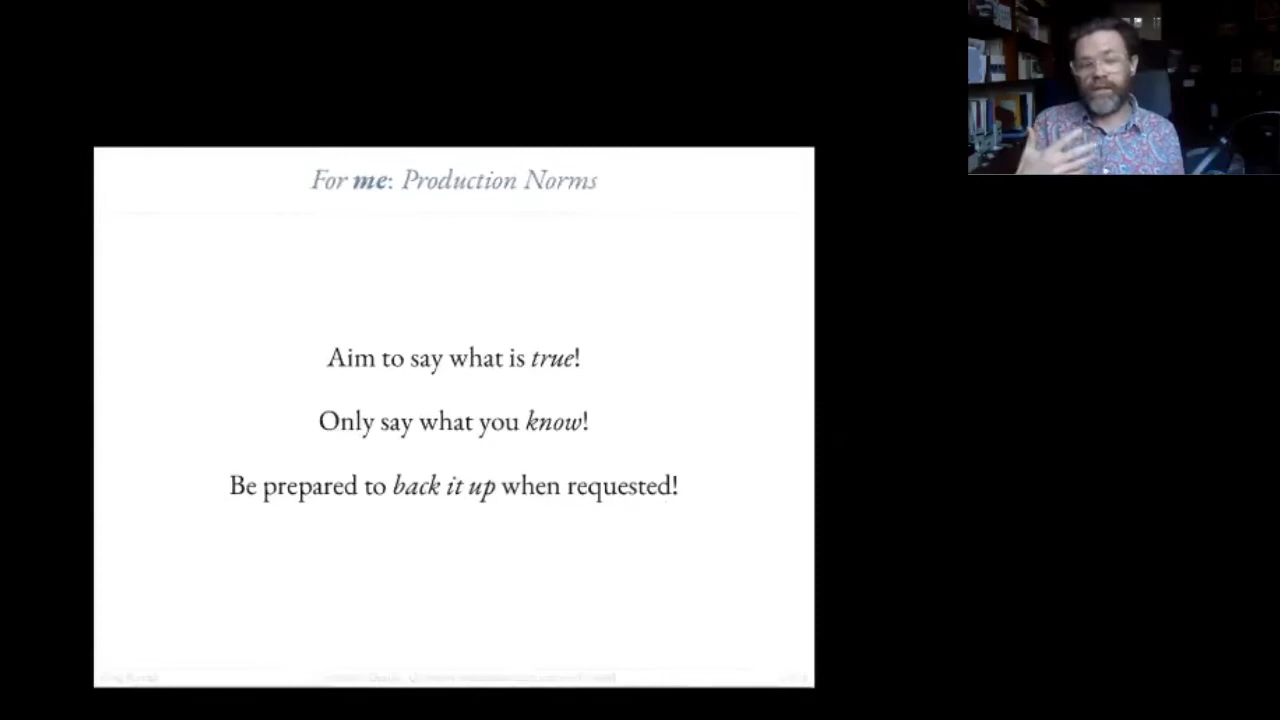 For me: Production Norms
Aim to say what is true!
Only say what you know!
Be prepared to back it up when requested!